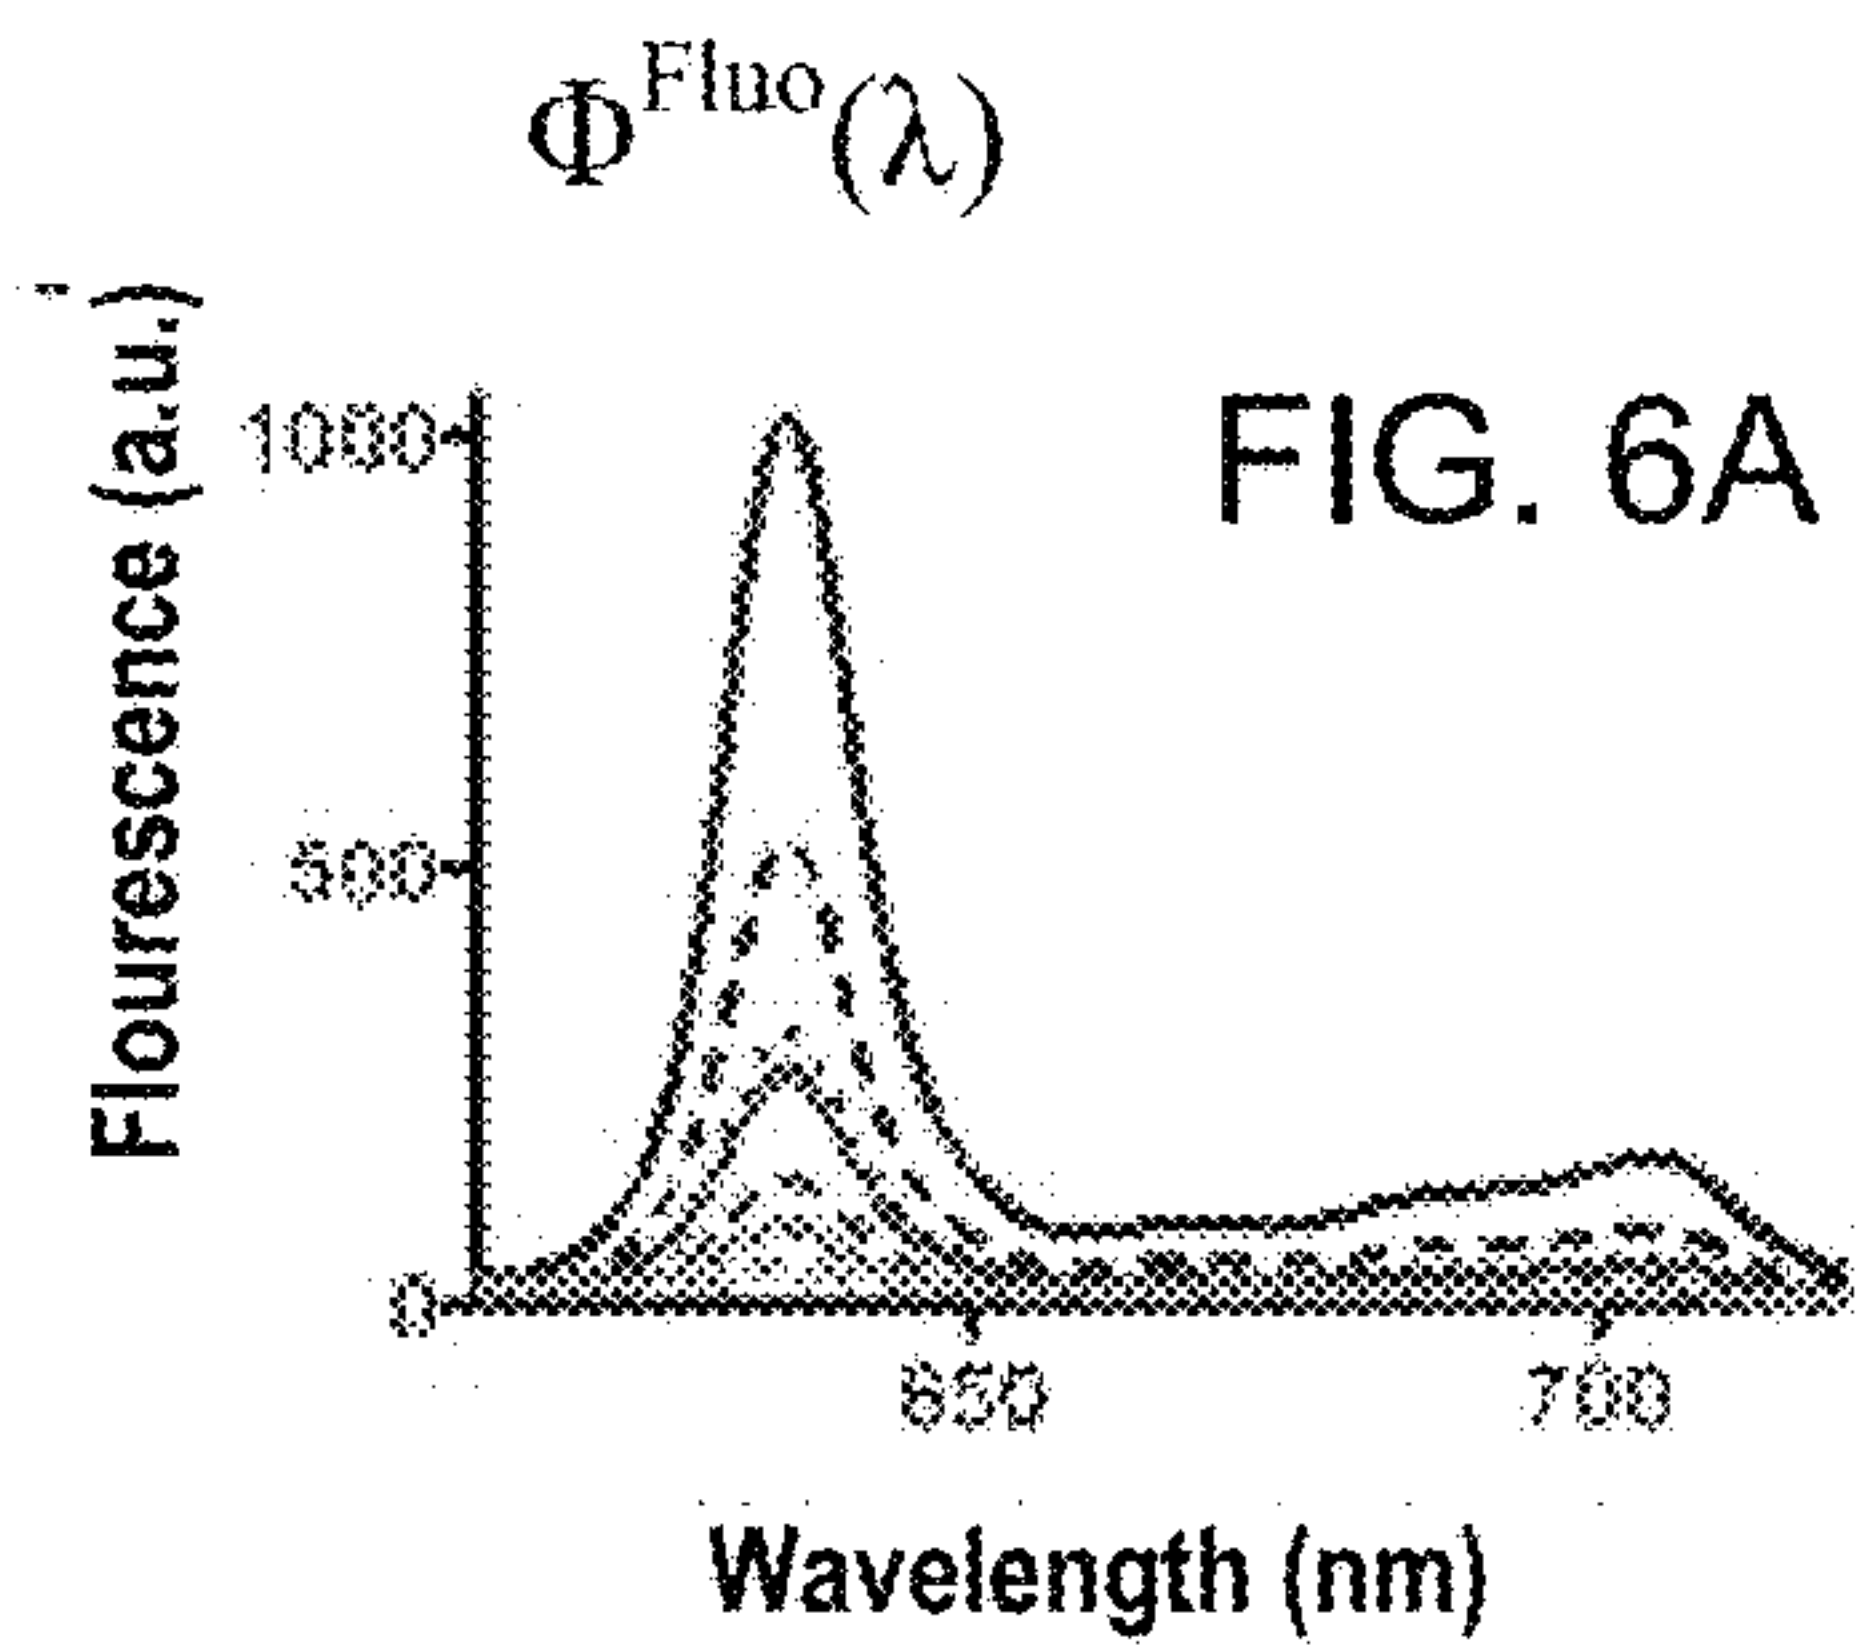 Φ^Fluo(λ)
Flourescence (a.u.)
FIG. 6A
1000
500
0
650
700
Wavelength (nm)